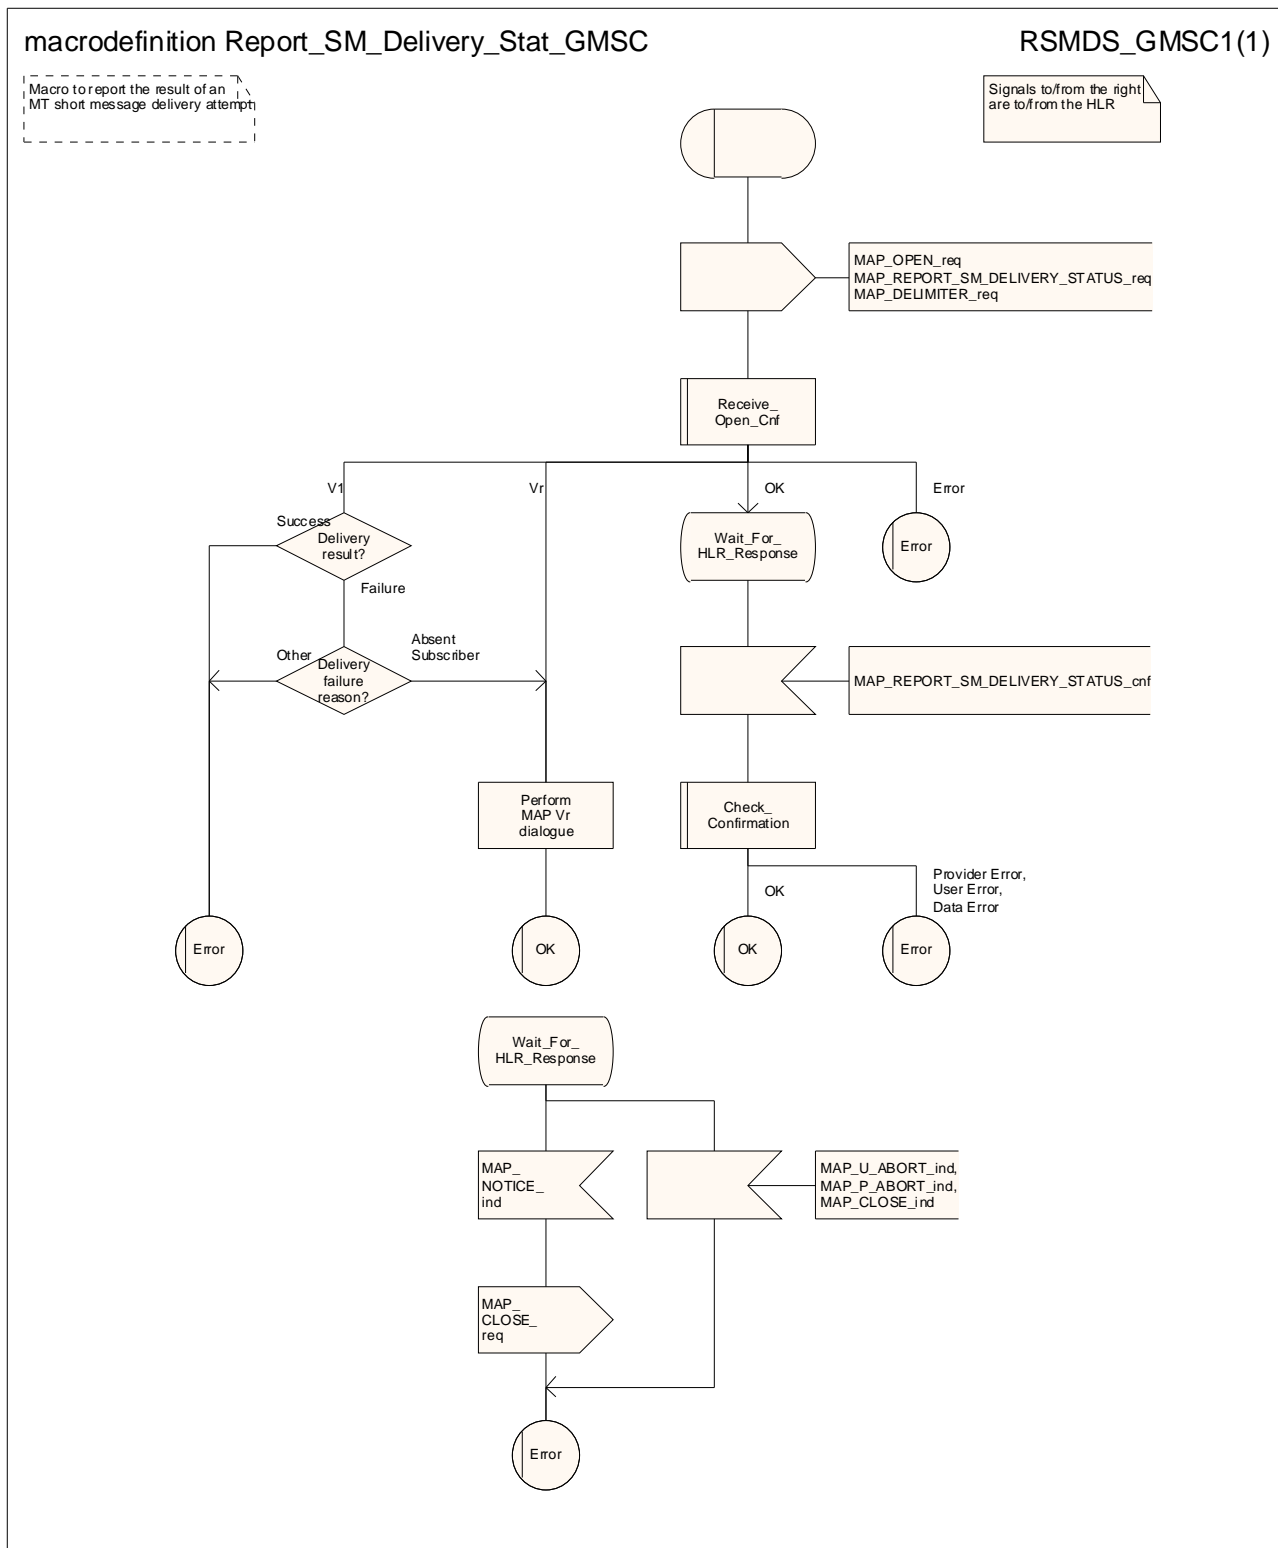 macrodefinition Report_SM_Delivery_Stat_GMSC
RSMDS_GMSC1(1)
Macro to report the result of an
MT short message delivery attempt
Signals to/from the right
are to/from the HLR
MAP_OPEN_req
MAP_REPORT_SM_DELIVERY_STATUS_req
MAP_DELIMITER_req
Receive_
Open_Cnf
V1
Vr
OK
Error
Success
Delivery
result?
Wait_For_
HLR_Response
Error
Failure
Other
Absent
Subscriber
Delivery
failure
reason?
MAP_REPORT_SM_DELIVERY_STATUS_cnf
Perform
MAP Vr
dialogue
Check_
Confirmation
OK
Provider Error,
User Error,
Data Error
Error
OK
OK
Error
Wait_For_
HLR_Response
MAP_
NOTICE_
ind
MAP_U_ABORT_ind,
MAP_P_ABORT_ind,
MAP_CLOSE_ind
MAP_
CLOSE_
req
Error